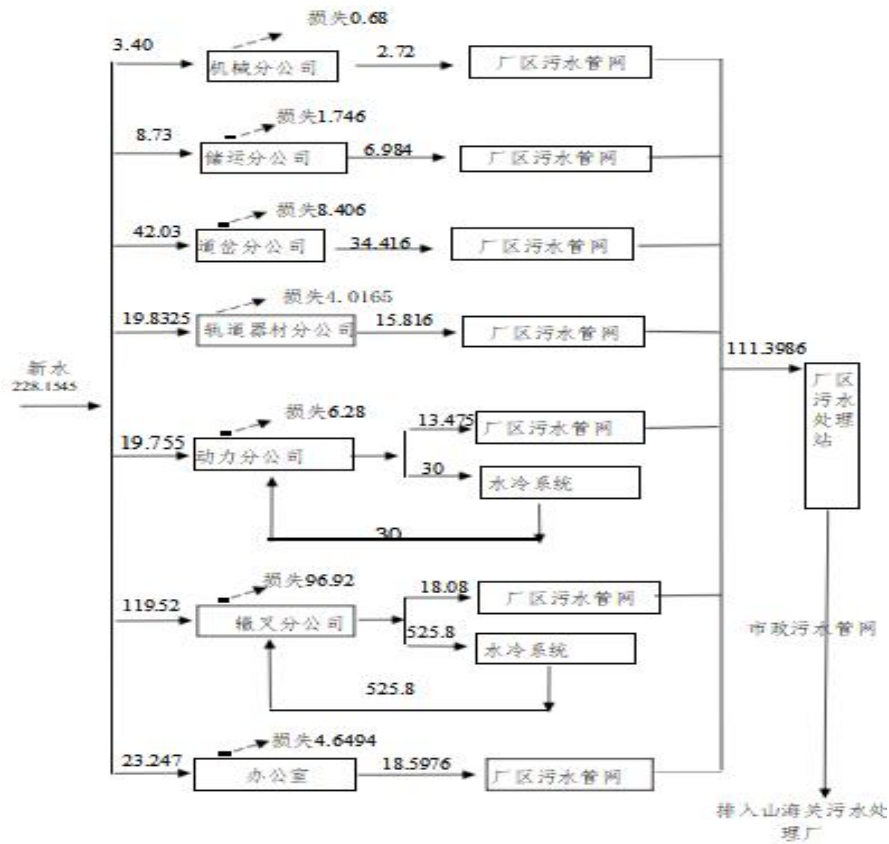 损失0.68
3.40
机械分公司
2.72
厂区污水管网
损失1.746
8.73
储运分公司
6.984
厂区污水管网
损失8.406
42.03
道岔分公司
34.416
厂区污水管网
损失4.0165
19.8325
轨道器材分公司
15.816
厂区污水管网
111.3986
厂区污水处理站
新水
228.1545
损失6.28
19.755
动力分公司
13.475
厂区污水管网
30
水冷系统
30
损失96.92
119.52
辙叉分公司
18.08
厂区污水管网
525.8
水冷系统
525.8
市政污水管网
损失4.6494
23.247
办公室
18.5976
厂区污水管网
排入山海关污水处
理厂